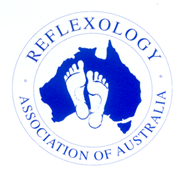 REFLEXOLOGY
ASSOCIATION OF AUSTRALIA